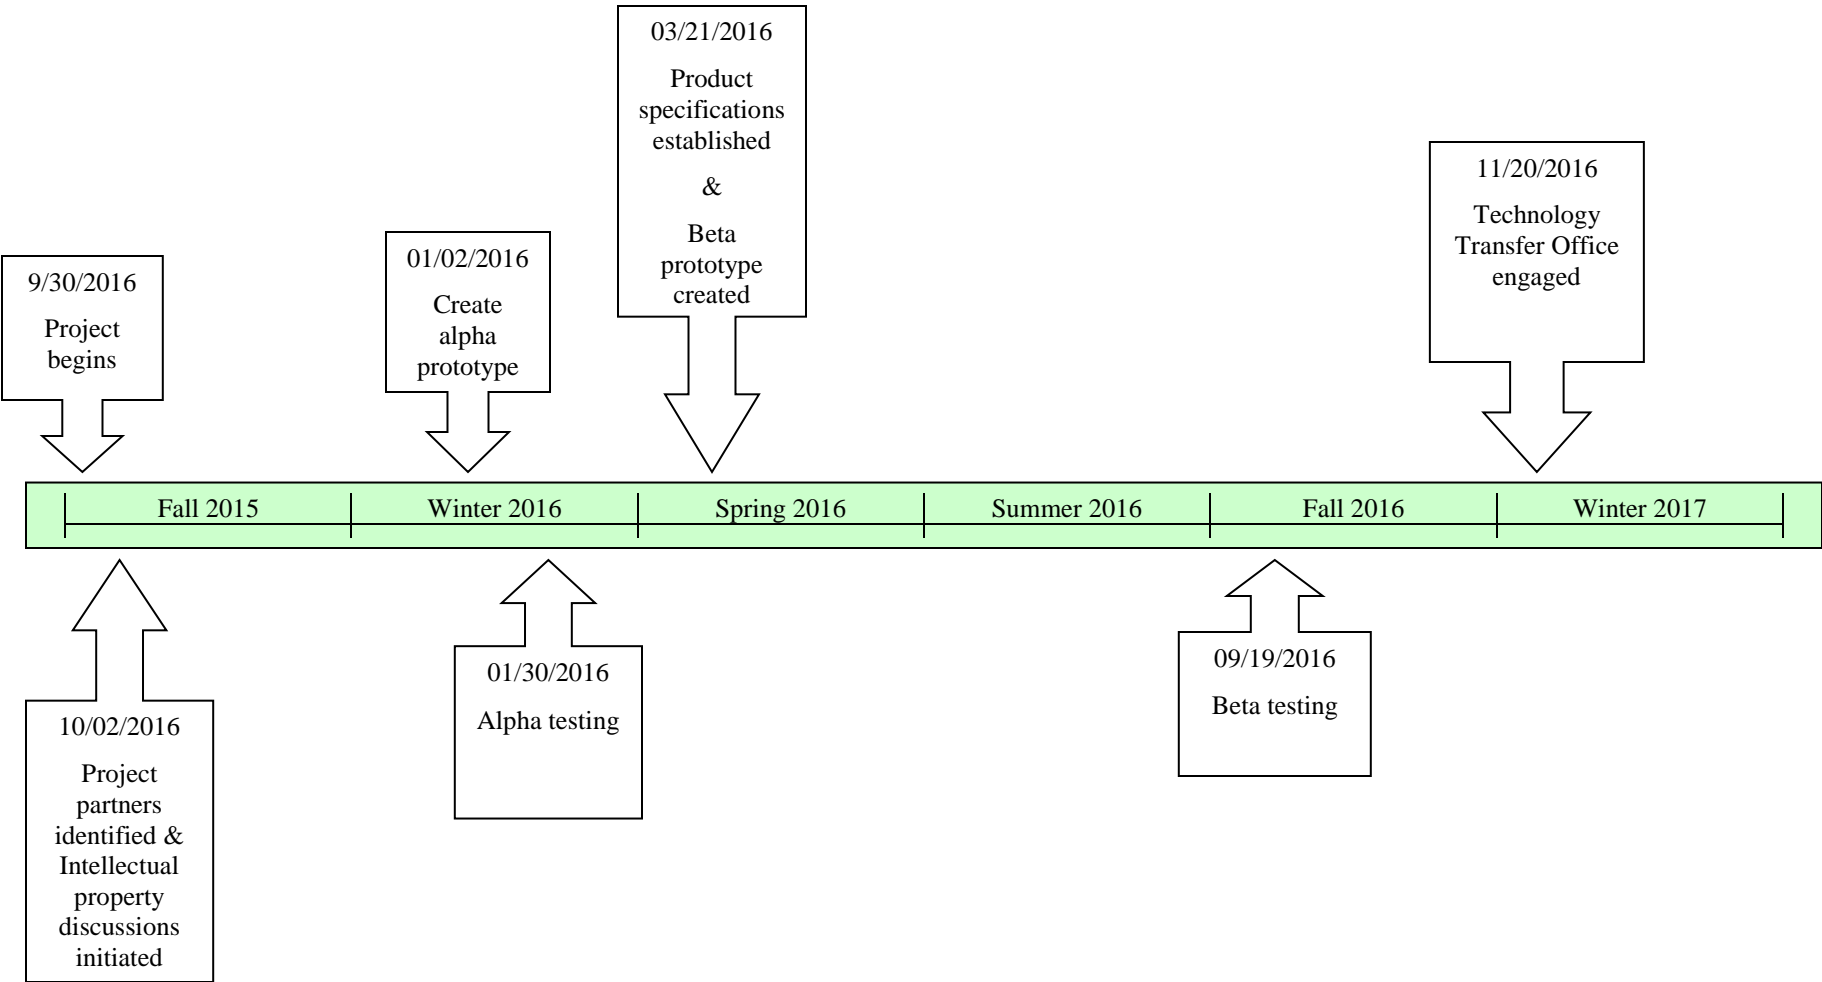 03/21/2016
Product
specifications
established
&
Beta
prototype
created
11/20/2016
Technology
Transfer Office
engaged
01/02/2016
Create
alpha
prototype
9/30/2016
Project
begins
Fall 2015
Winter 2016
Spring 2016
Summer 2016
Fall 2016
Winter 2017
10/02/2016
Project
partners
identified &
Intellectual
property
discussions
initiated
01/30/2016
Alpha testing
09/19/2016
Beta testing